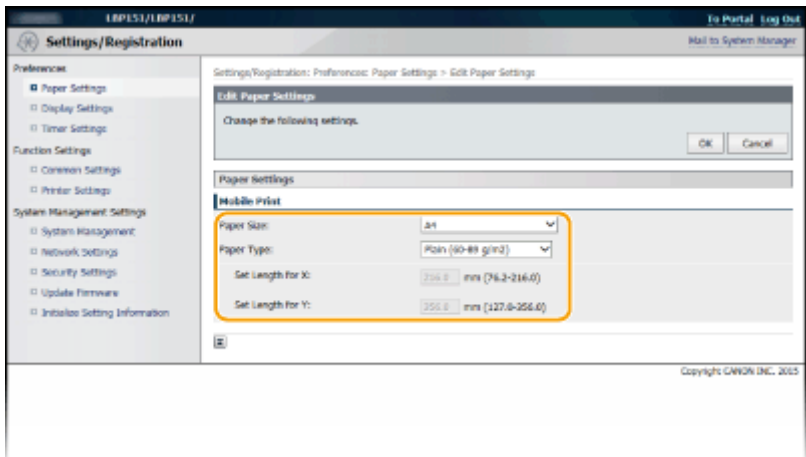 LBP151/LBP151/
To Portal Log Out
Settings/Registration
Mail to System Manager
Preferences
Paper Settings
Display Settings
Timer Settings
Function Settings
Common Settings
Printer Settings
System Management Settings
System Management
Network Settings
Security Settings
Update Firmware
Initialize Setting Information
Settings/Registration: Preferences: Paper Settings > Edit Paper Settings
Edit Paper Settings
Change the following settings.
OK Cancel
Paper Settings
Mobile Print
Paper Size: A4
Paper Type: Plain (60-89 g/m2)
Set Length for X: 216.0 mm (76.2-216.0)
Set Length for Y: 356.0 mm (127.0-356.0)
Copyright CANON INC. 2015